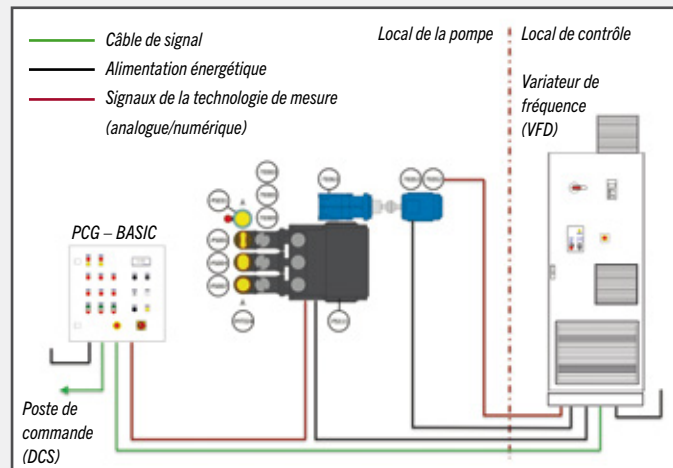 Câble de signal
Alimentation énergétique
Signaux de la technologie de mesure
(analogue/numérique)
Local de la pompe
Local de contrôle
Variateur de
fréquence
(VFD)
PCG – BASIC
A
A
Poste de
commande
(DCS)